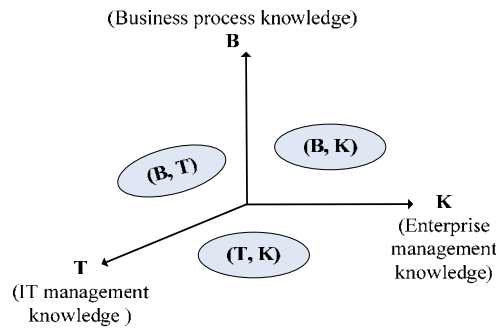 (Business process knowledge)
B
(B, K)
(B, T)
K
(Enterprise
management
knowledge)
(T, K)
T
(IT management
knowledge )